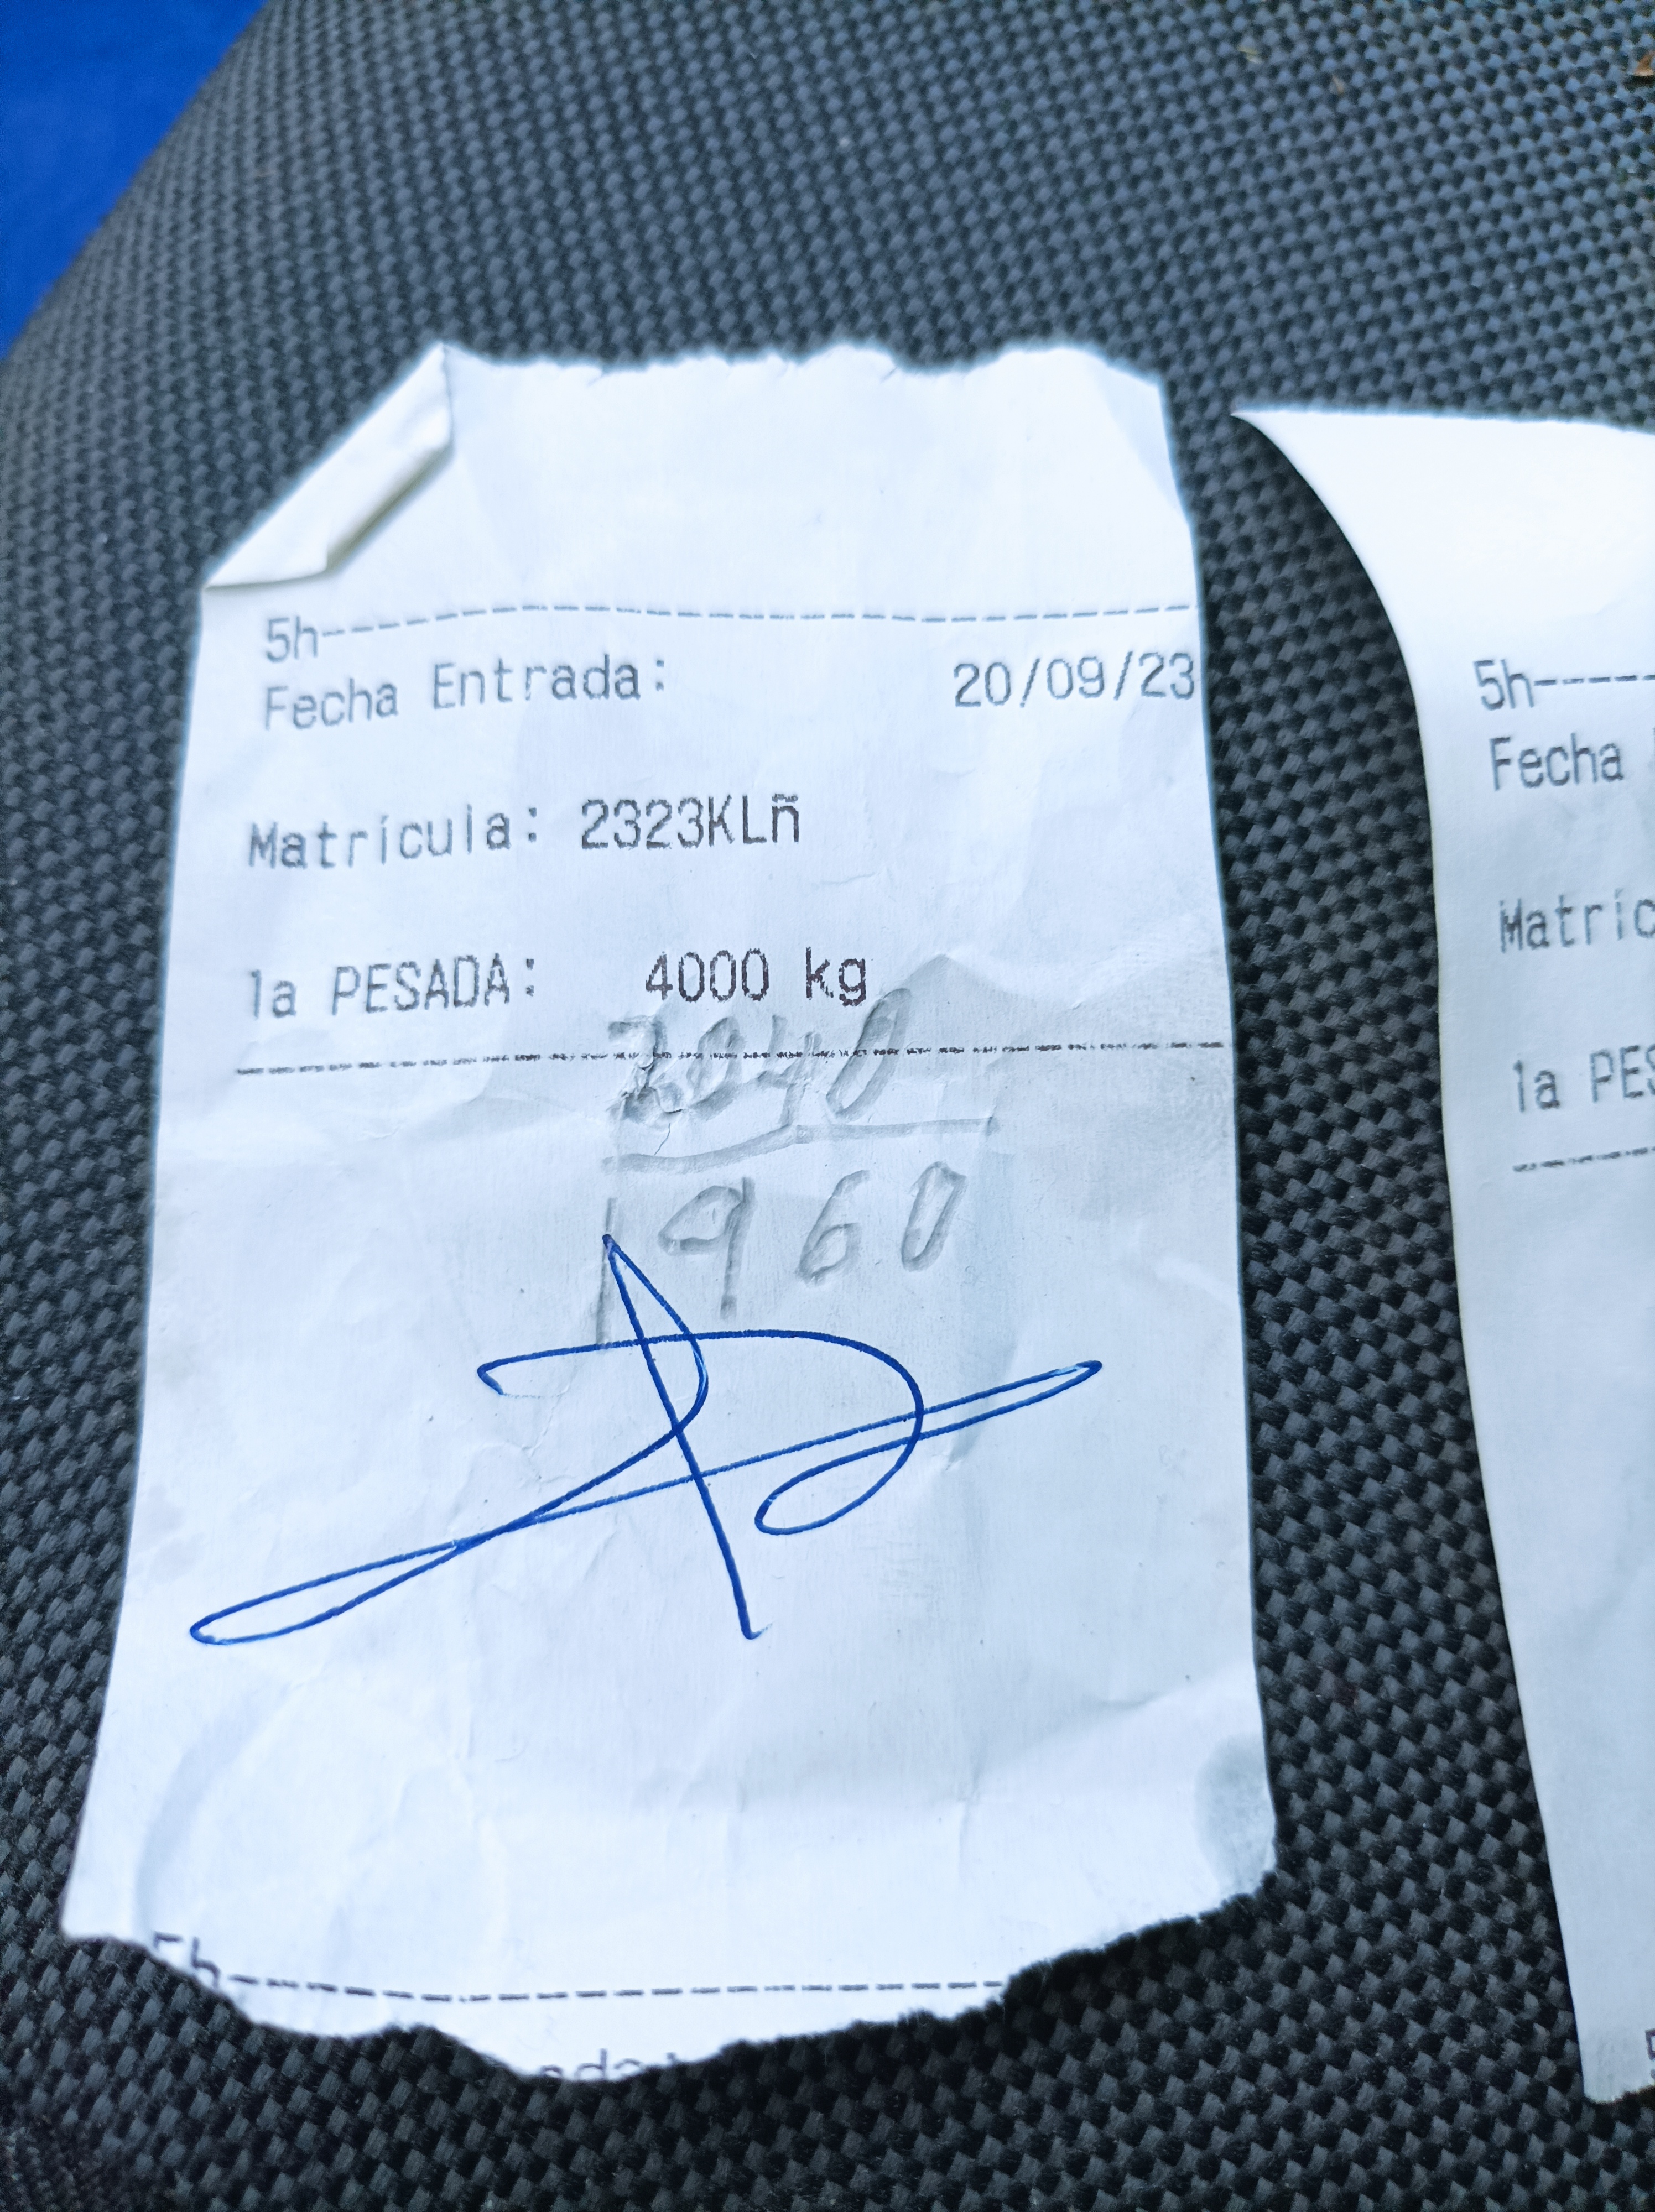 5h--------------------------------
Fecha Entrada: 20/09/23
Matrícula: 2323KLñ
1a PESADA: 4000 kg
2040
1960
5h--------------------------------
5h-----
Fecha
Matríc
1a PES